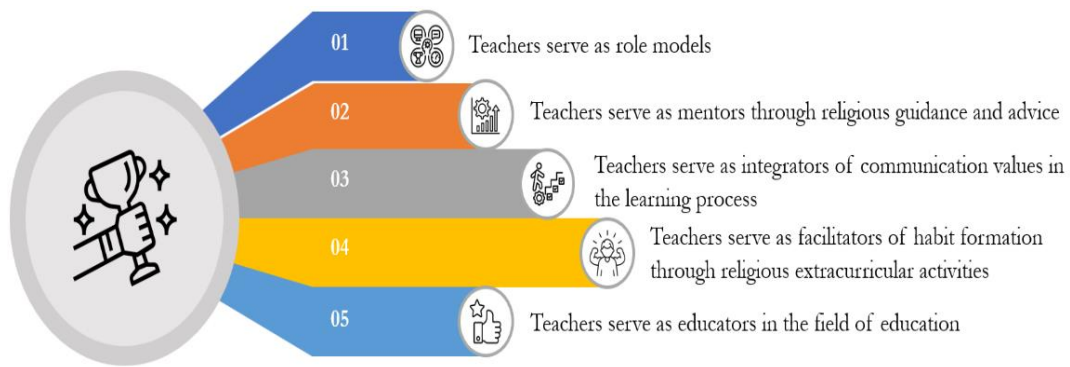 01
Teachers serve as role models
02
Teachers serve as mentors through religious guidance and advice
03
Teachers serve as integrators of communication values in
the learning process
04
Teachers serve as facilitators of habit formation
through religious extracurricular activities
05
Teachers serve as educators in the field of education